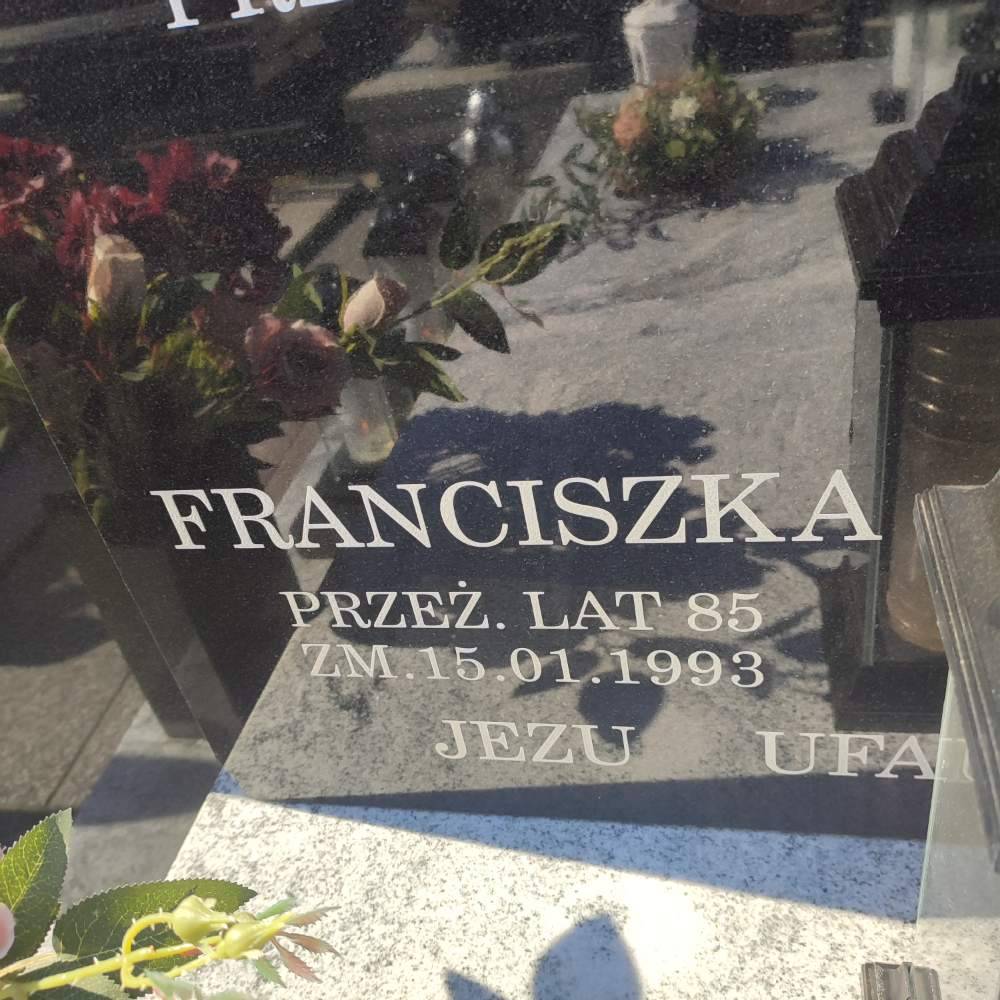 FRANCISZKA
PRZEŻ. LAT 85
ZM. 15.01.1993
JEZU